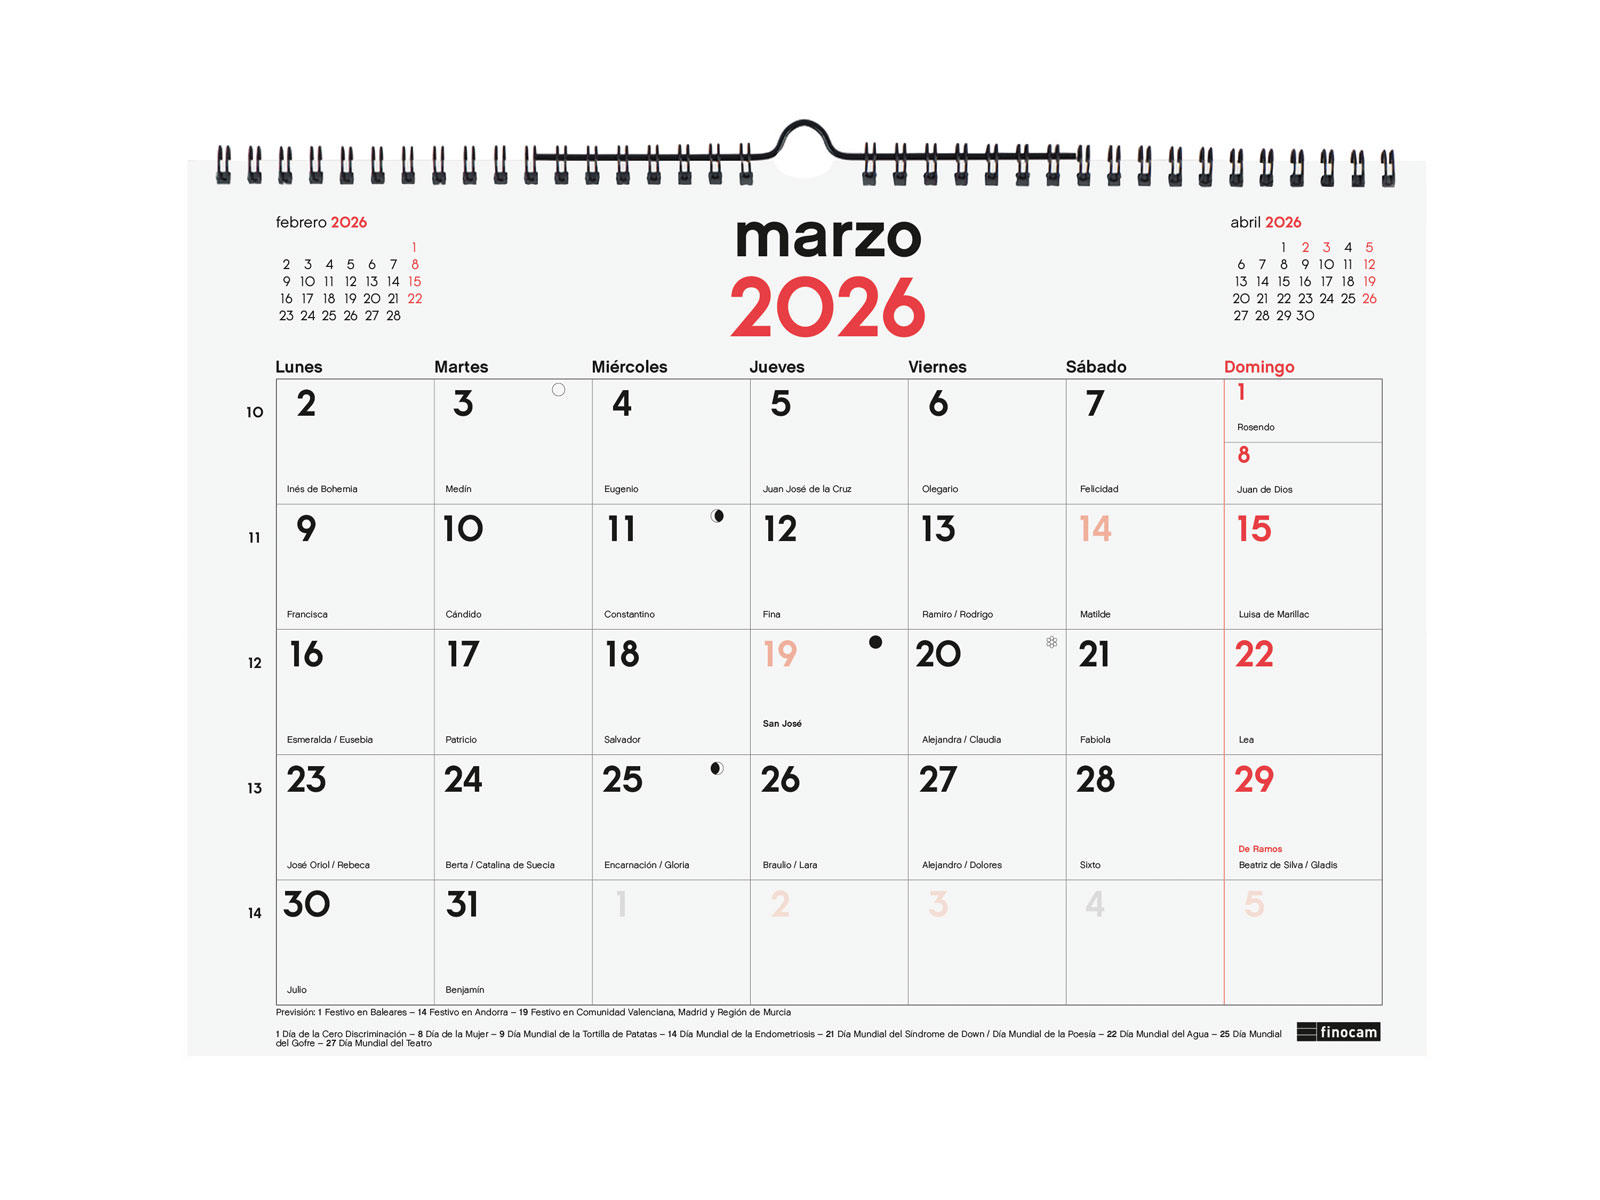 febrero 2026
1
2 3 4 5 6 7 8
9 10 11 12 13 14 15
16 17 18 19 20 21 22
23 24 25 26 27 28
marzo
2026
abril 2026
1 2 3 4 5
6 7 8 9 10 11 12
13 14 15 16 17 18 19
20 21 22 23 24 25 26
27 28 29 30
Lunes Martes Miércoles Jueves Viernes Sábado Domingo
10 2 3 4 5 6 7 1
Rosendo
8
Inés de Bohemia Medín Eugenio Juan José de la Cruz Olegario Felicidad Juan de Dios
11 9 10 11 12 13 14 15
Francisca Cándido Constantino Fina Ramiro / Rodrigo Matilde Luisa de Marillac
12 16 17 18 19 20 21 22
San José
Esmeralda / Eusebia Patricio Salvador Alejandra / Claudia Fabiola Lea
13 23 24 25 26 27 28 29
De Ramos
José Oriol / Rebeca Berta / Catalina de Suecia Encarnación / Gloria Braulio / Lara Alejandro / Dolores Sixto Beatriz de Silva / Gladis
14 30 31 1 2 3 4 5
Julio Benjamín
Previsión: 1 Festivo en Baleares – 14 Festivo en Andorra – 19 Festivo en Comunidad Valenciana, Madrid y Región de Murcia
1 Día de la Cero Discriminación – 8 Día de la Mujer – 9 Día Mundial de la Tortilla de Patatas – 14 Día Mundial de la Endometriosis – 21 Día Mundial del Síndrome de Down / Día Mundial de la Poesía – 22 Día Mundial del Agua – 25 Día Mundial
del Gofre – 27 Día Mundial del Teatro
finocam